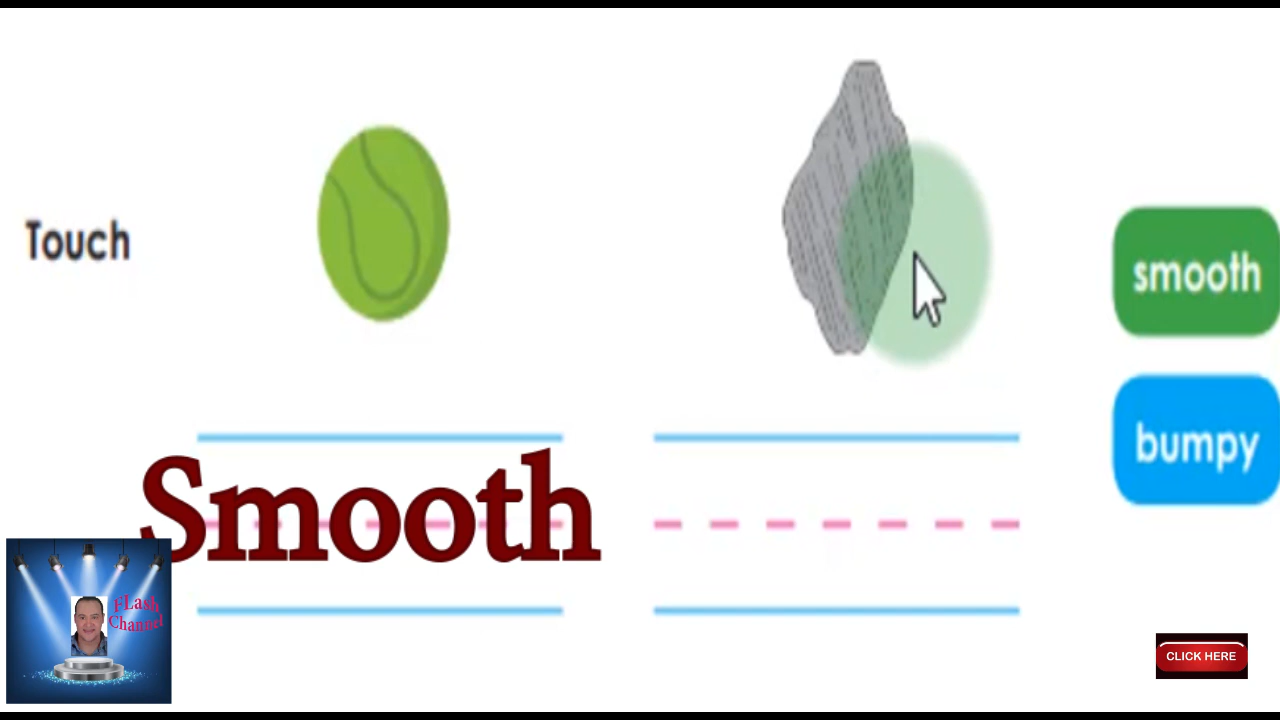 Touch
smooth
bumpy
Smooth
FLash
Channel
CLICK HERE